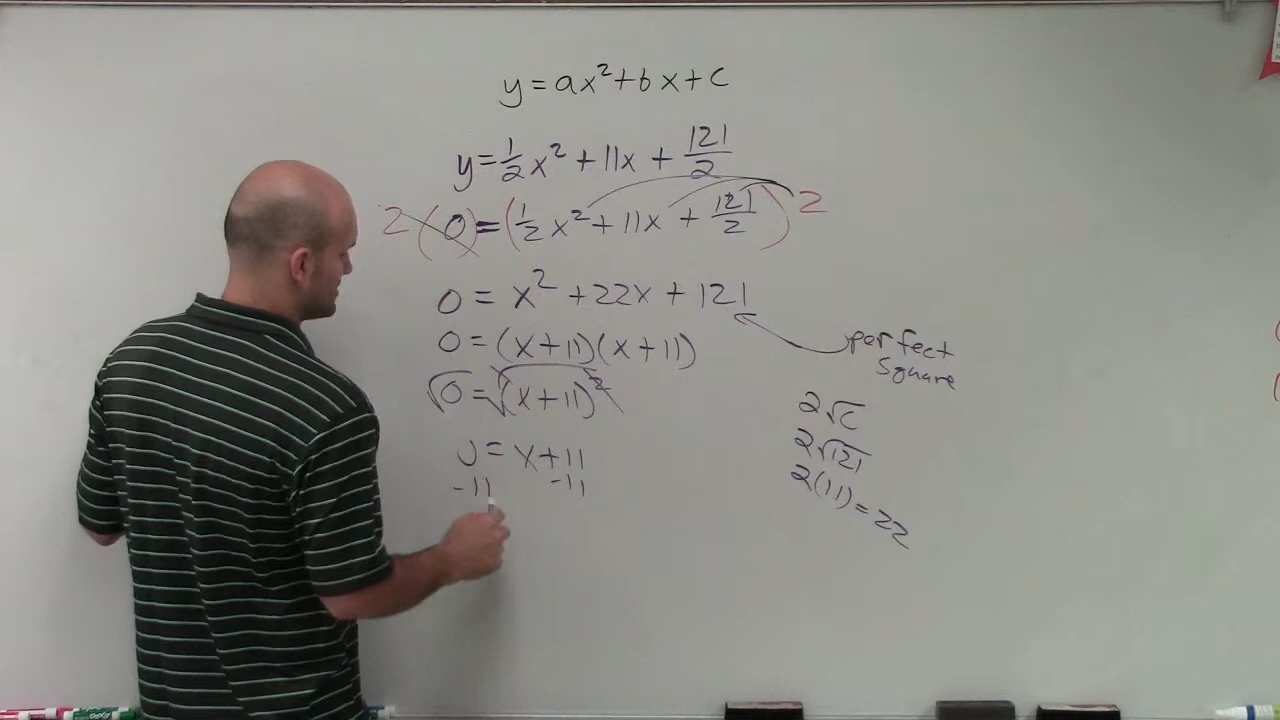 y=ax²+bx+c
y=½x²+11x+121/2
2(0)=(½x²+11x+121/2)2
0=x²+22x+121
0=(x+11)(x+11)
perfect
square
√0=√(x+11)²
2√c
0=x+11
2√121
-11 -11
2(11)=22